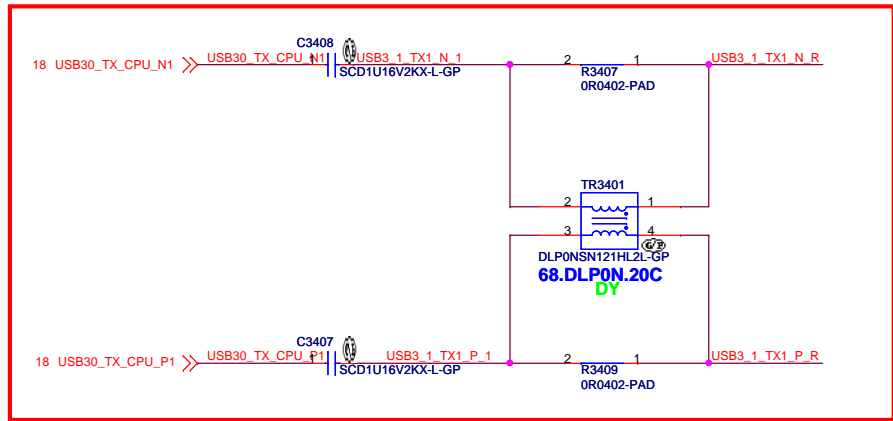 C3408
18 USB30_TX_CPU_N1
USB30_TX_CPU_N1
1
USB3_1_TX1_N_1
SCD1U16V2KX-L-GP
2
1
R3407
0R0402-PAD
USB3_1_TX1_N_R
TR3401
2
1
3
4
G/P
DLP0NSN121HL2L-GP
68.DLP0N.20C
DY
C3407
18 USB30_TX_CPU_P1
USB30_TX_CPU_P1
1
USB3_1_TX1_P_1
SCD1U16V2KX-L-GP
2
1
R3409
0R0402-PAD
USB3_1_TX1_P_R